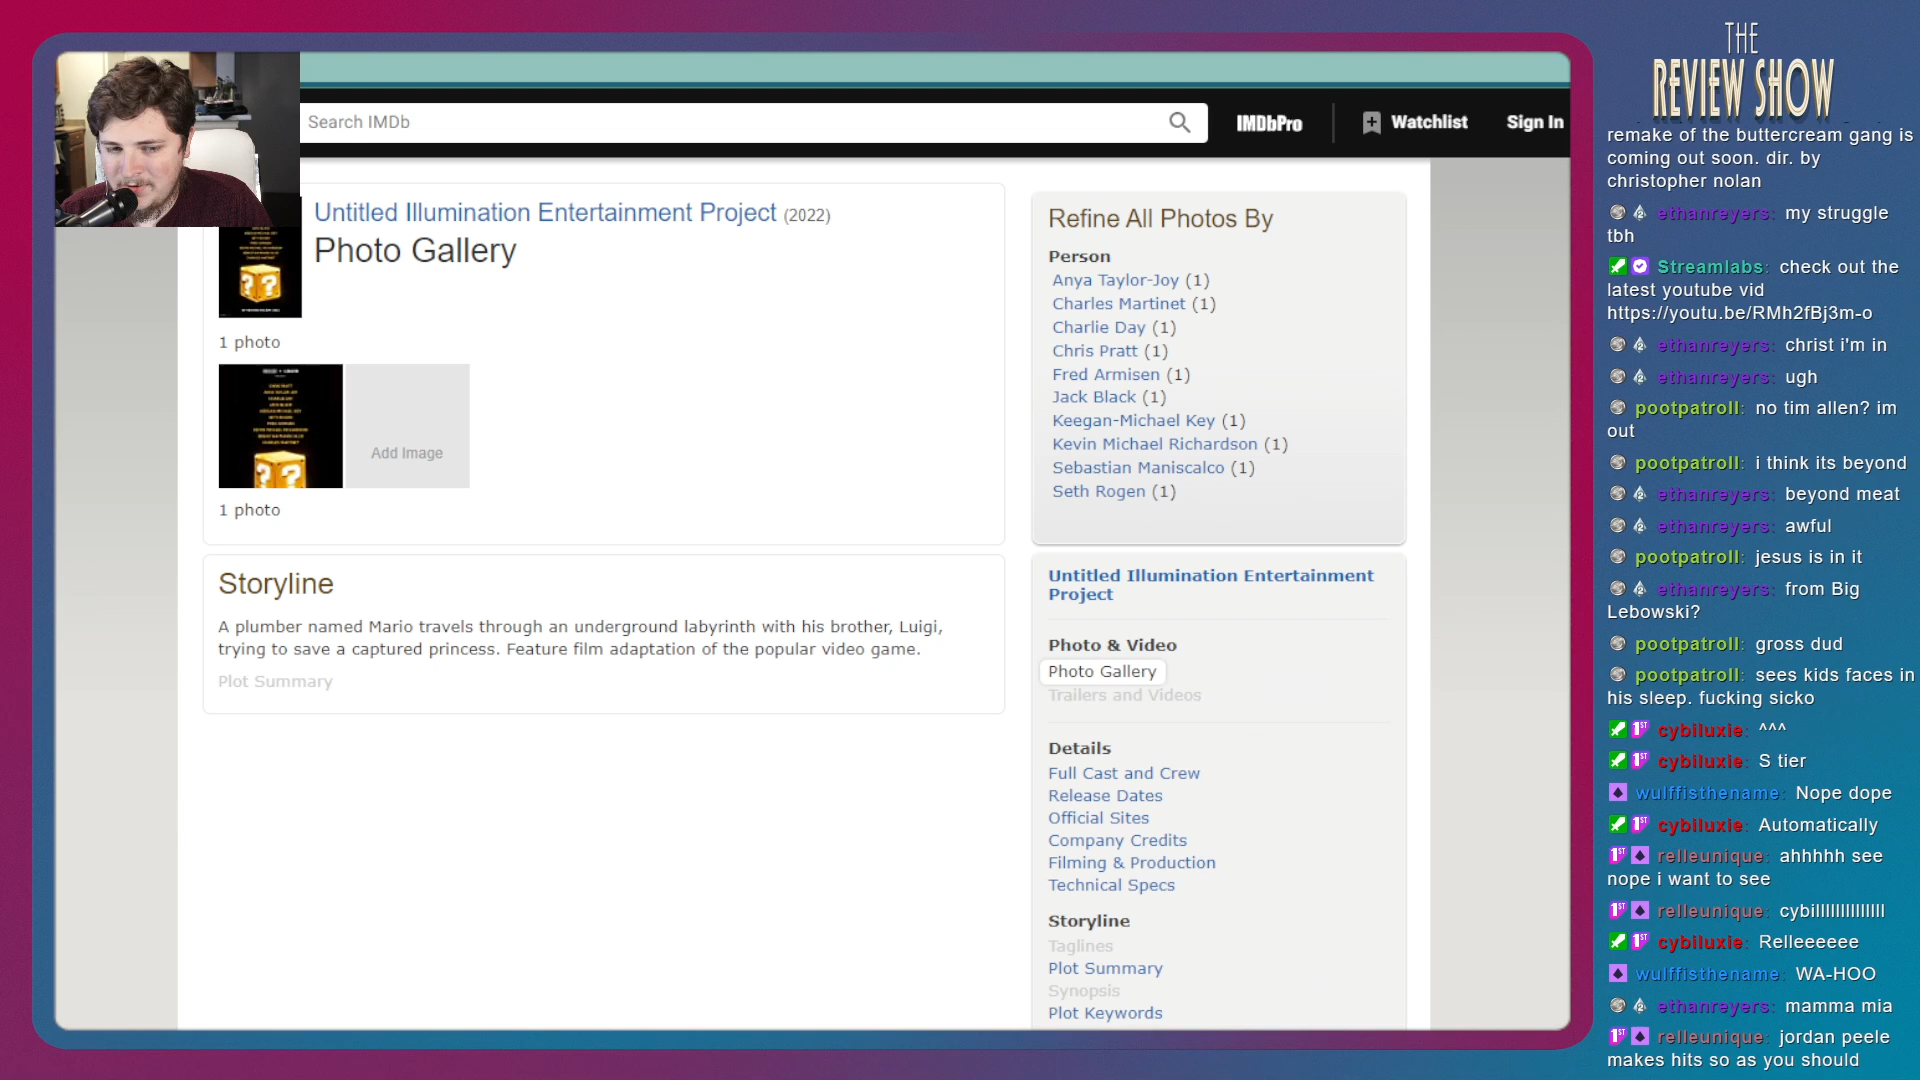 THE
REVIEW SHOW
Search IMDb
IMDbPro
Watchlist
Sign In
Untitled Illumination Entertainment Project (2022)
Photo Gallery
1 photo
Add Image
1 photo
Storyline
A plumber named Mario travels through an underground labyrinth with his brother, Luigi,
trying to save a captured princess. Feature film adaptation of the popular video game.
Plot Summary
Refine All Photos By
Person
Anya Taylor-Joy (1)
Charles Martinet (1)
Charlie Day (1)
Chris Pratt (1)
Fred Armisen (1)
Jack Black (1)
Keegan-Michael Key (1)
Kevin Michael Richardson (1)
Sebastian Maniscalco (1)
Seth Rogen (1)
Untitled Illumination Entertainment
Project
Photo & Video
Photo Gallery
Trailers and Videos
Details
Full Cast and Crew
Release Dates
Official Sites
Company Credits
Filming & Production
Technical Specs
Storyline
Taglines
Plot Summary
Synopsis
Plot Keywords
remake of the buttercream gang is
coming out soon. dir. by
christopher nolan
ethanreyers: my struggle
tbh
Streamlabs: check out the
latest youtube vid
https://youtu.be/RMh2fBj3m-o
ethanreyers: christ i'm in
ethanreyers: ugh
pootpatroll: no tim allen? im
out
pootpatroll: i think its beyond
ethanreyers: beyond meat
ethanreyers: awful
pootpatroll: jesus is in it
ethanreyers: from Big
Lebowski?
pootpatroll: gross dud
pootpatroll: sees kids faces in
his sleep. fucking sicko
cybiluxie: ^^^
cybiluxie: S tier
wulffisthename: Nope dope
cybiluxie: Automatically
relleunique: ahhhhh see
nope i want to see
relleunique: cybilllllllllllll
cybiluxie: Relleeeeee
wulffisthename: WA-HOO
ethanreyers: mamma mia
relleunique: jordan peele
makes hits so as you should